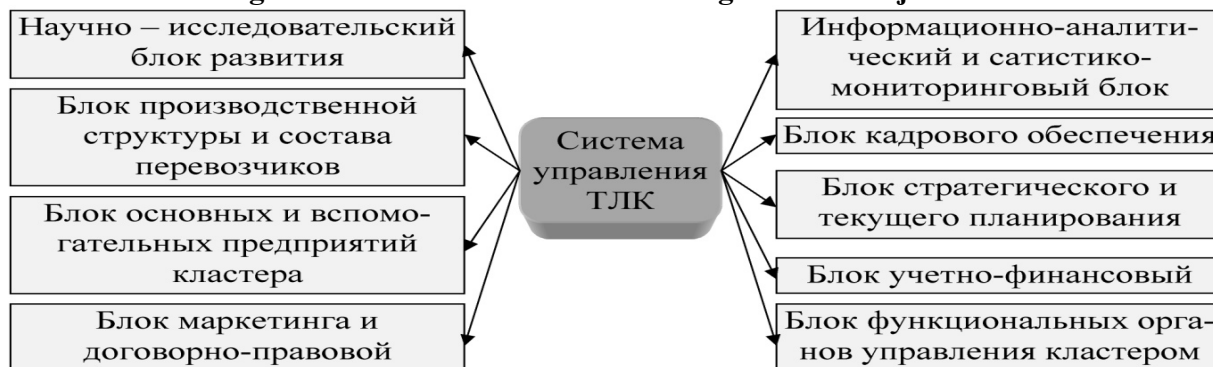 Научно – исследовательский
блок развития
Блок производственной
структуры и состава
перевозчиков
Блок основных и вспомо-
гательных предприятий
кластера
Блок маркетинга и
договорно-правовой
Система
управления
ТЛК
Информационно-аналити-
ческий и сатистико-
мониторинговый блок
Блок кадрового обеспечения
Блок стратегического и
текущего планирования
Блок учетно-финансовый
Блок функциональных орга-
нов управления кластером